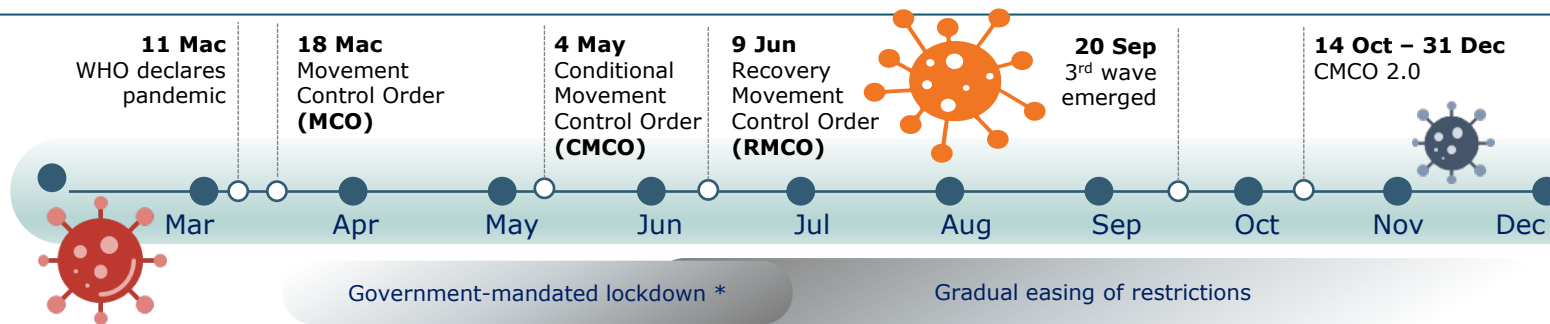 11 Mac
WHO declares
pandemic
18 Mac
Movement
Control Order
(MCO)
4 May
Conditional
Movement
Control Order
(CMCO)
9 Jun
Recovery
Movement
Control Order
(RMCO)
20 Sep
3rd wave
emerged
14 Oct – 31 Dec
CMCO 2.0
Mar Apr May Jun Jul Aug Sep Oct Nov Dec
Government-mandated lockdown *
Gradual easing of restrictions